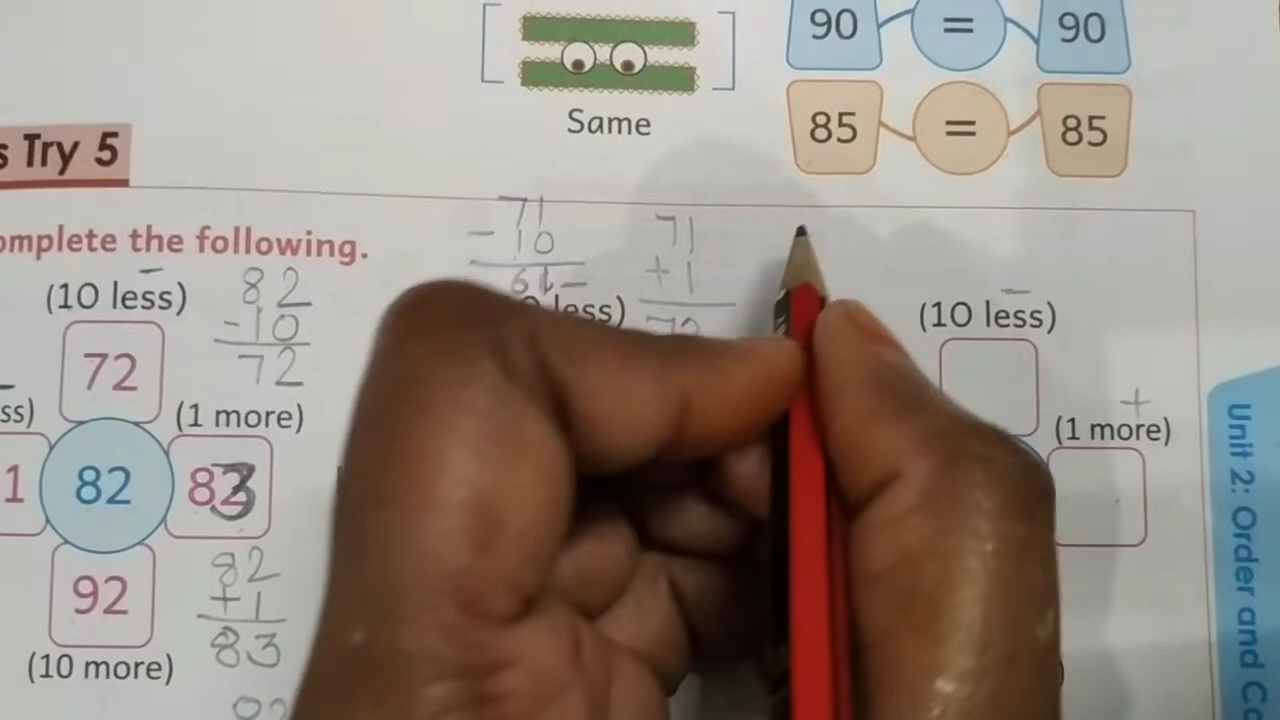 90 = 90
Same
85 = 85
s Try 5
omplete the following.
71
- 10
61
71
+ 1
72
(10 less)
82
-10
72
less)
(10 less)
72
ss)
(1 more)
+
(1 more)
1
82
83
92
82
+1
83
(10 more)
Unit 2: Order and Co